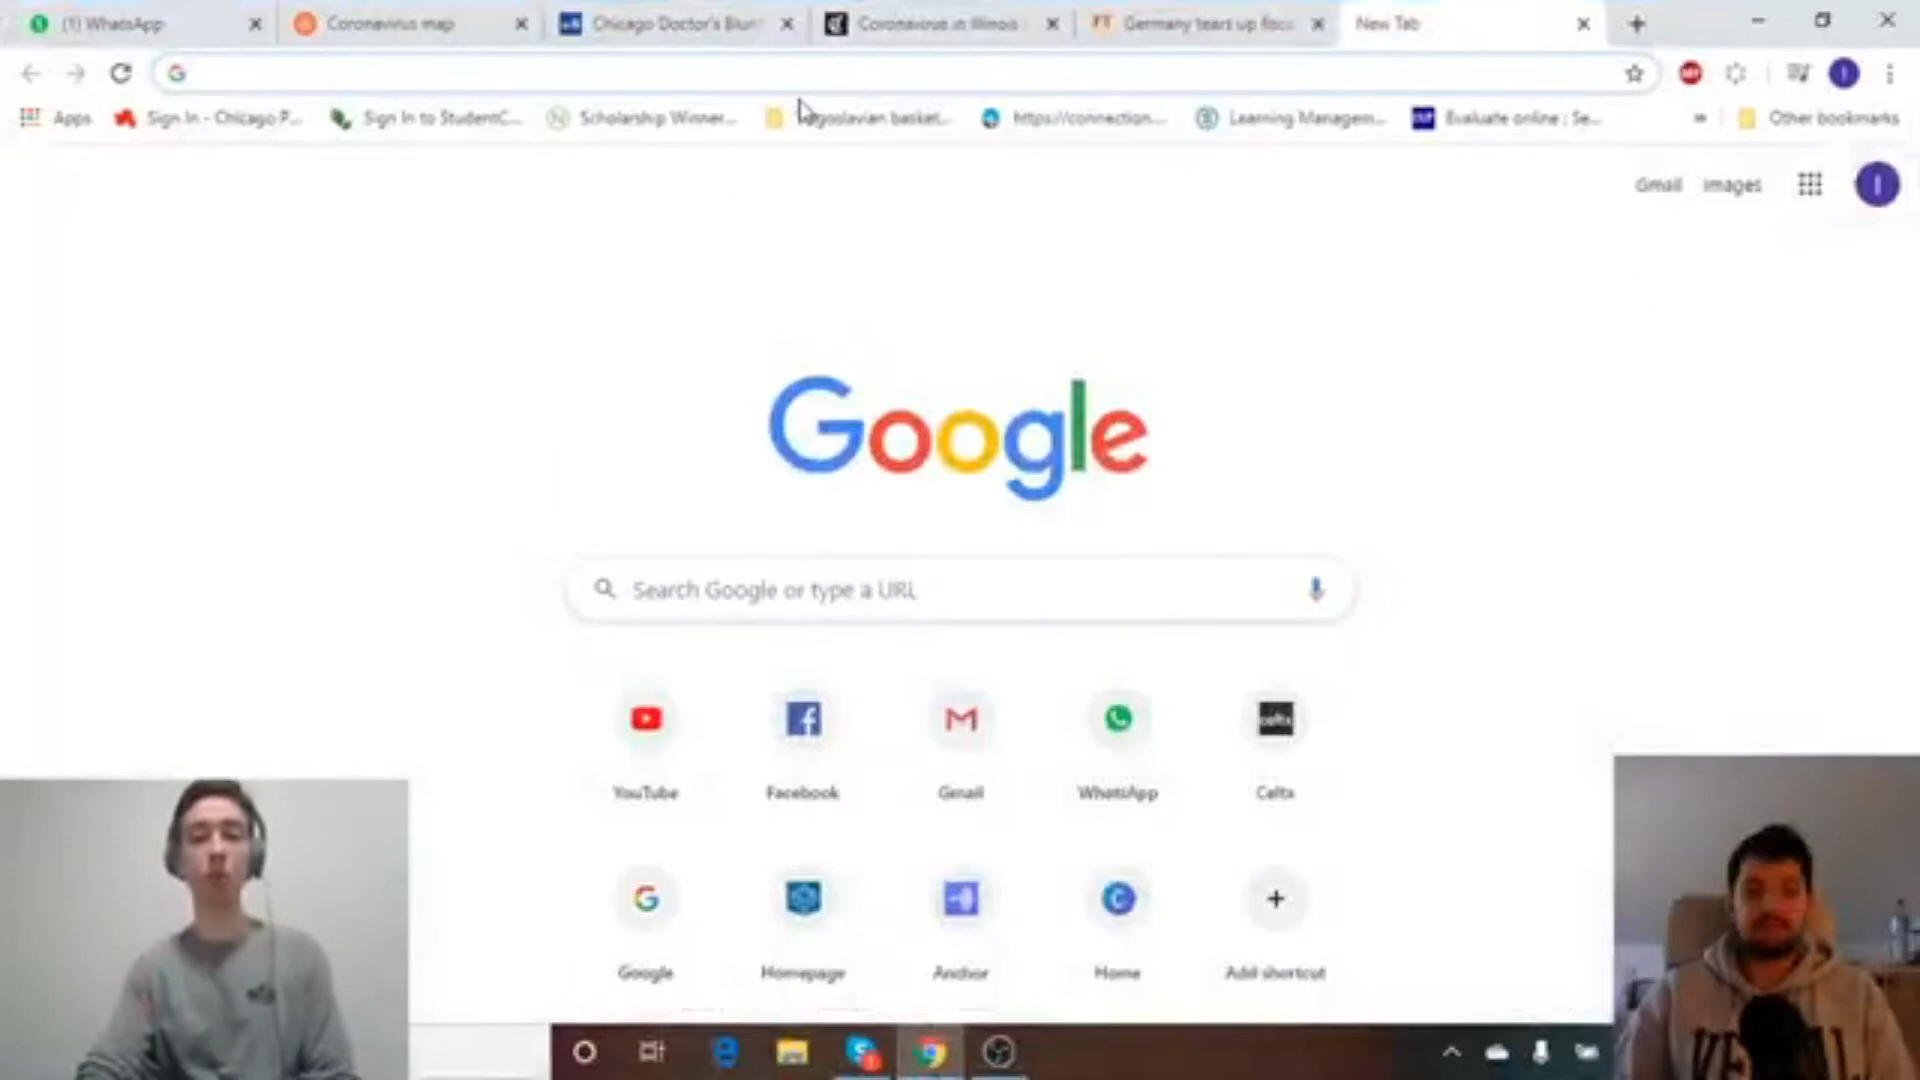 (1) WhatsApp
Coronavirus map
Chicago Doctor's Blun
Coronavirus in Illinois
Germany tears up fisc
New Tab
Apps
Sign In - Chicago P...
Sign In to StudentC...
Scholarship Winner...
basket...
https://connection...
Learning Managem...
Evaluate online : Se...
»
Other bookmarks
Gmail Images
Google
Search Google or type a URL
YouTube Facebook Gmail WhatsApp Celtx
Google Homepage Anchor Home Add shortcut